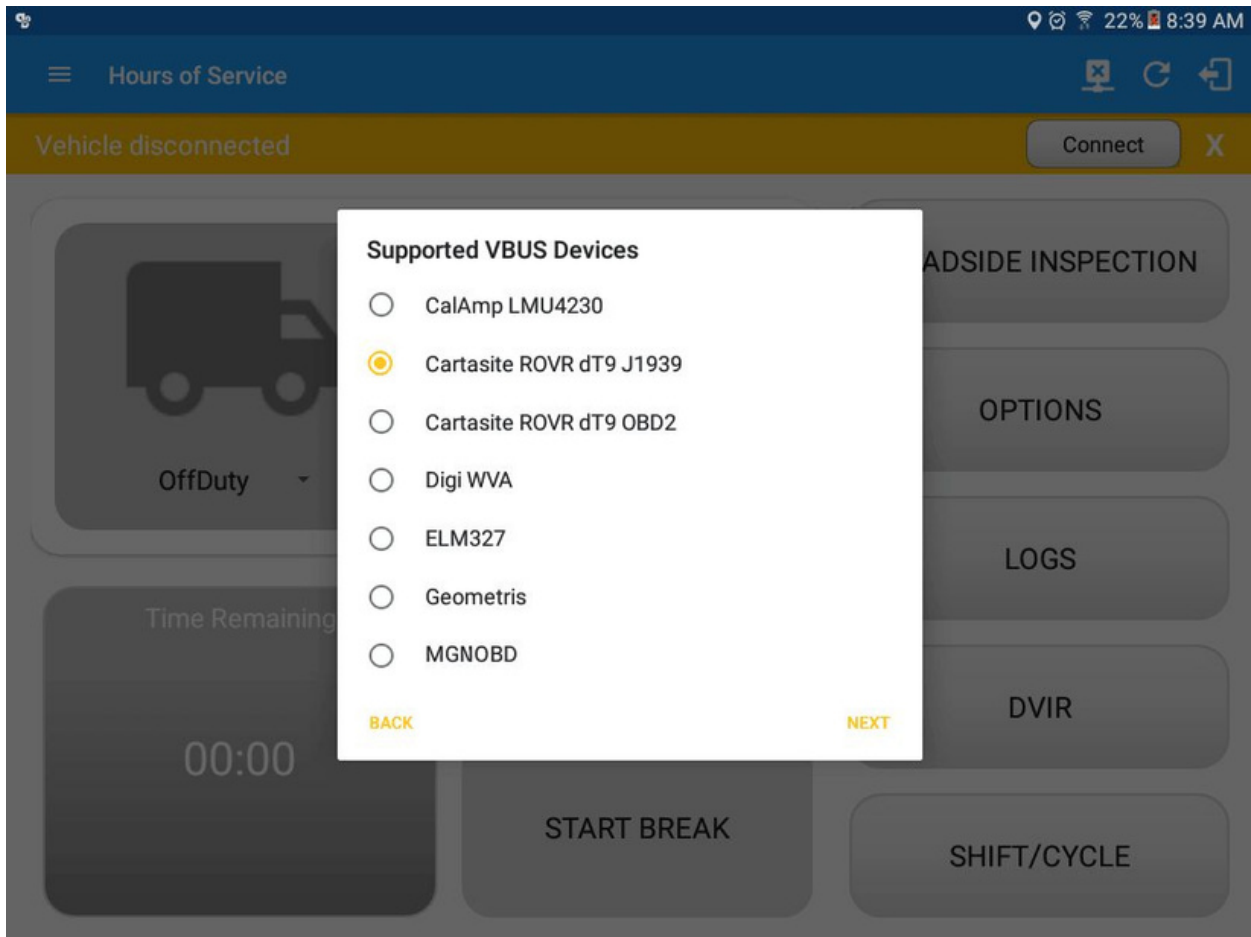 22% 8:39 AM
Hours of Service
Vehicle disconnected
Connect
X
Supported VBUS Devices
CalAmp LMU4230
Cartasite ROVR dT9 J1939
Cartasite ROVR dT9 OBD2
Digi WVA
ELM327
Geometris
MGNOBD
BACK
NEXT
OffDuty
Time Remaining
00:00
START BREAK
ADSIDE INSPECTION
OPTIONS
LOGS
DVIR
SHIFT/CYCLE